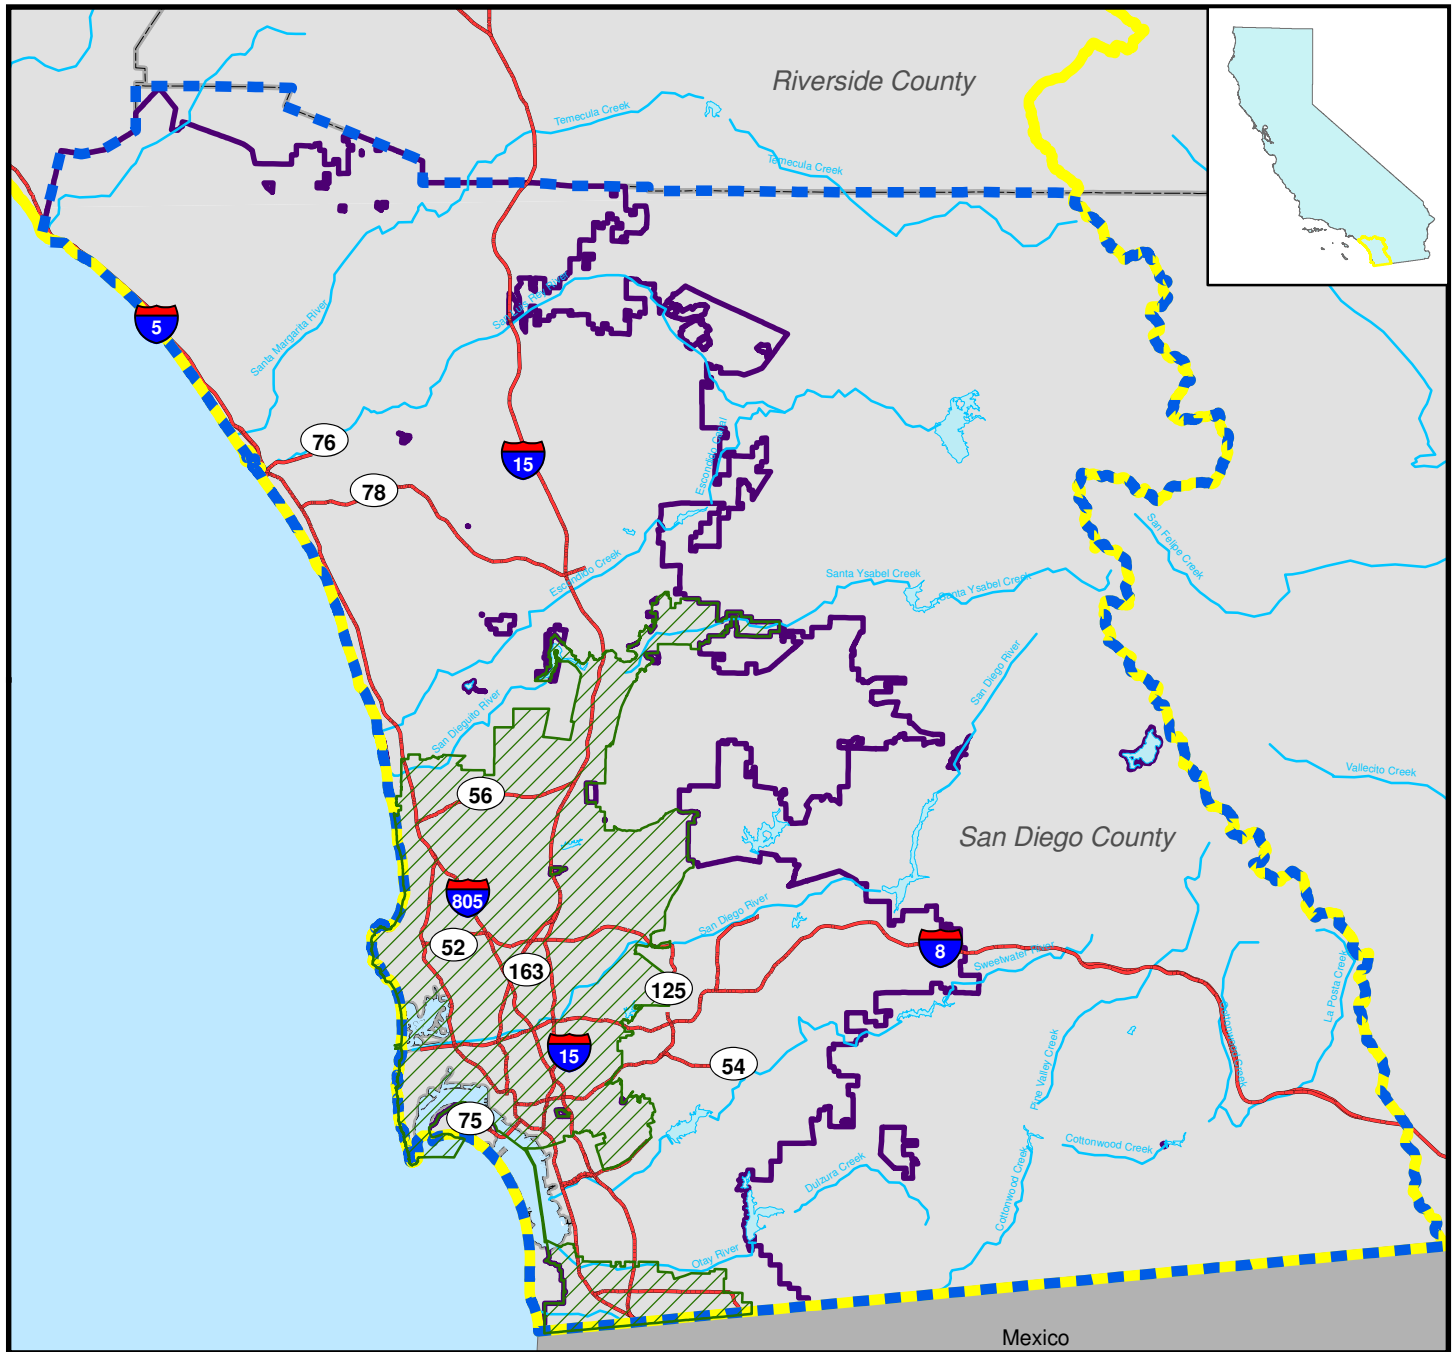 Riverside County
Temecula Creek
Temecula Creek
5
Santa Margarita River
76
15
78
Escondido Canal
San Felipe Creek
Escondido Creek
Santa Ysabel Creek
Santa Ysabel Creek
San Diego River
San Dieguito River
Vallecito Creek
56
San Diego County
805
San Diego River
52
8
163
Sweetwater River
125
La Posta Creek
15
54
Pine Valley Creek
75
Cottonwood Creek
Dulzura Creek
Cottonwood Creek
Otay River
Mexico